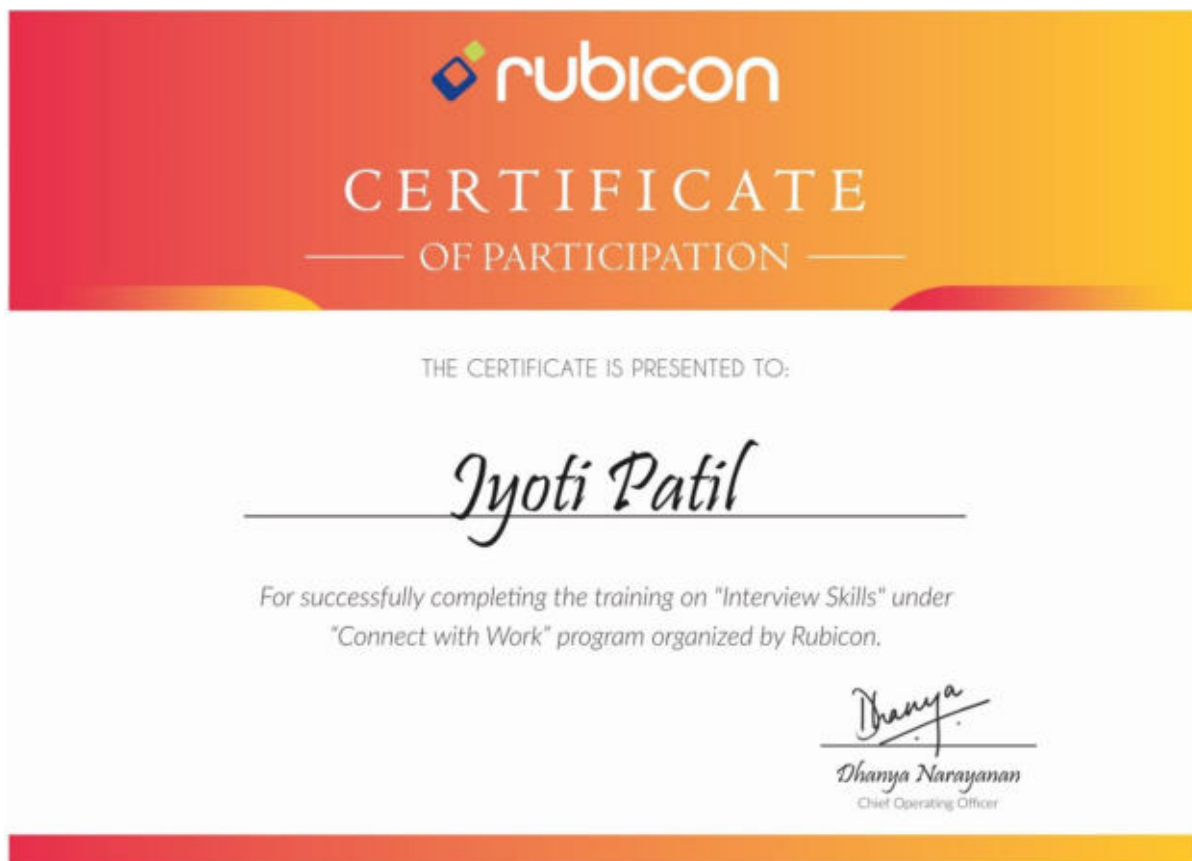 rubicon
CERTIFICATE
OF PARTICIPATION
THE CERTIFICATE IS PRESENTED TO:
Jyoti Patil
For successfully completing the training on "Interview Skills" under
"Connect with Work" program organized by Rubicon.
Dhanya
Dhanya Narayanan
Chief Operating Officer